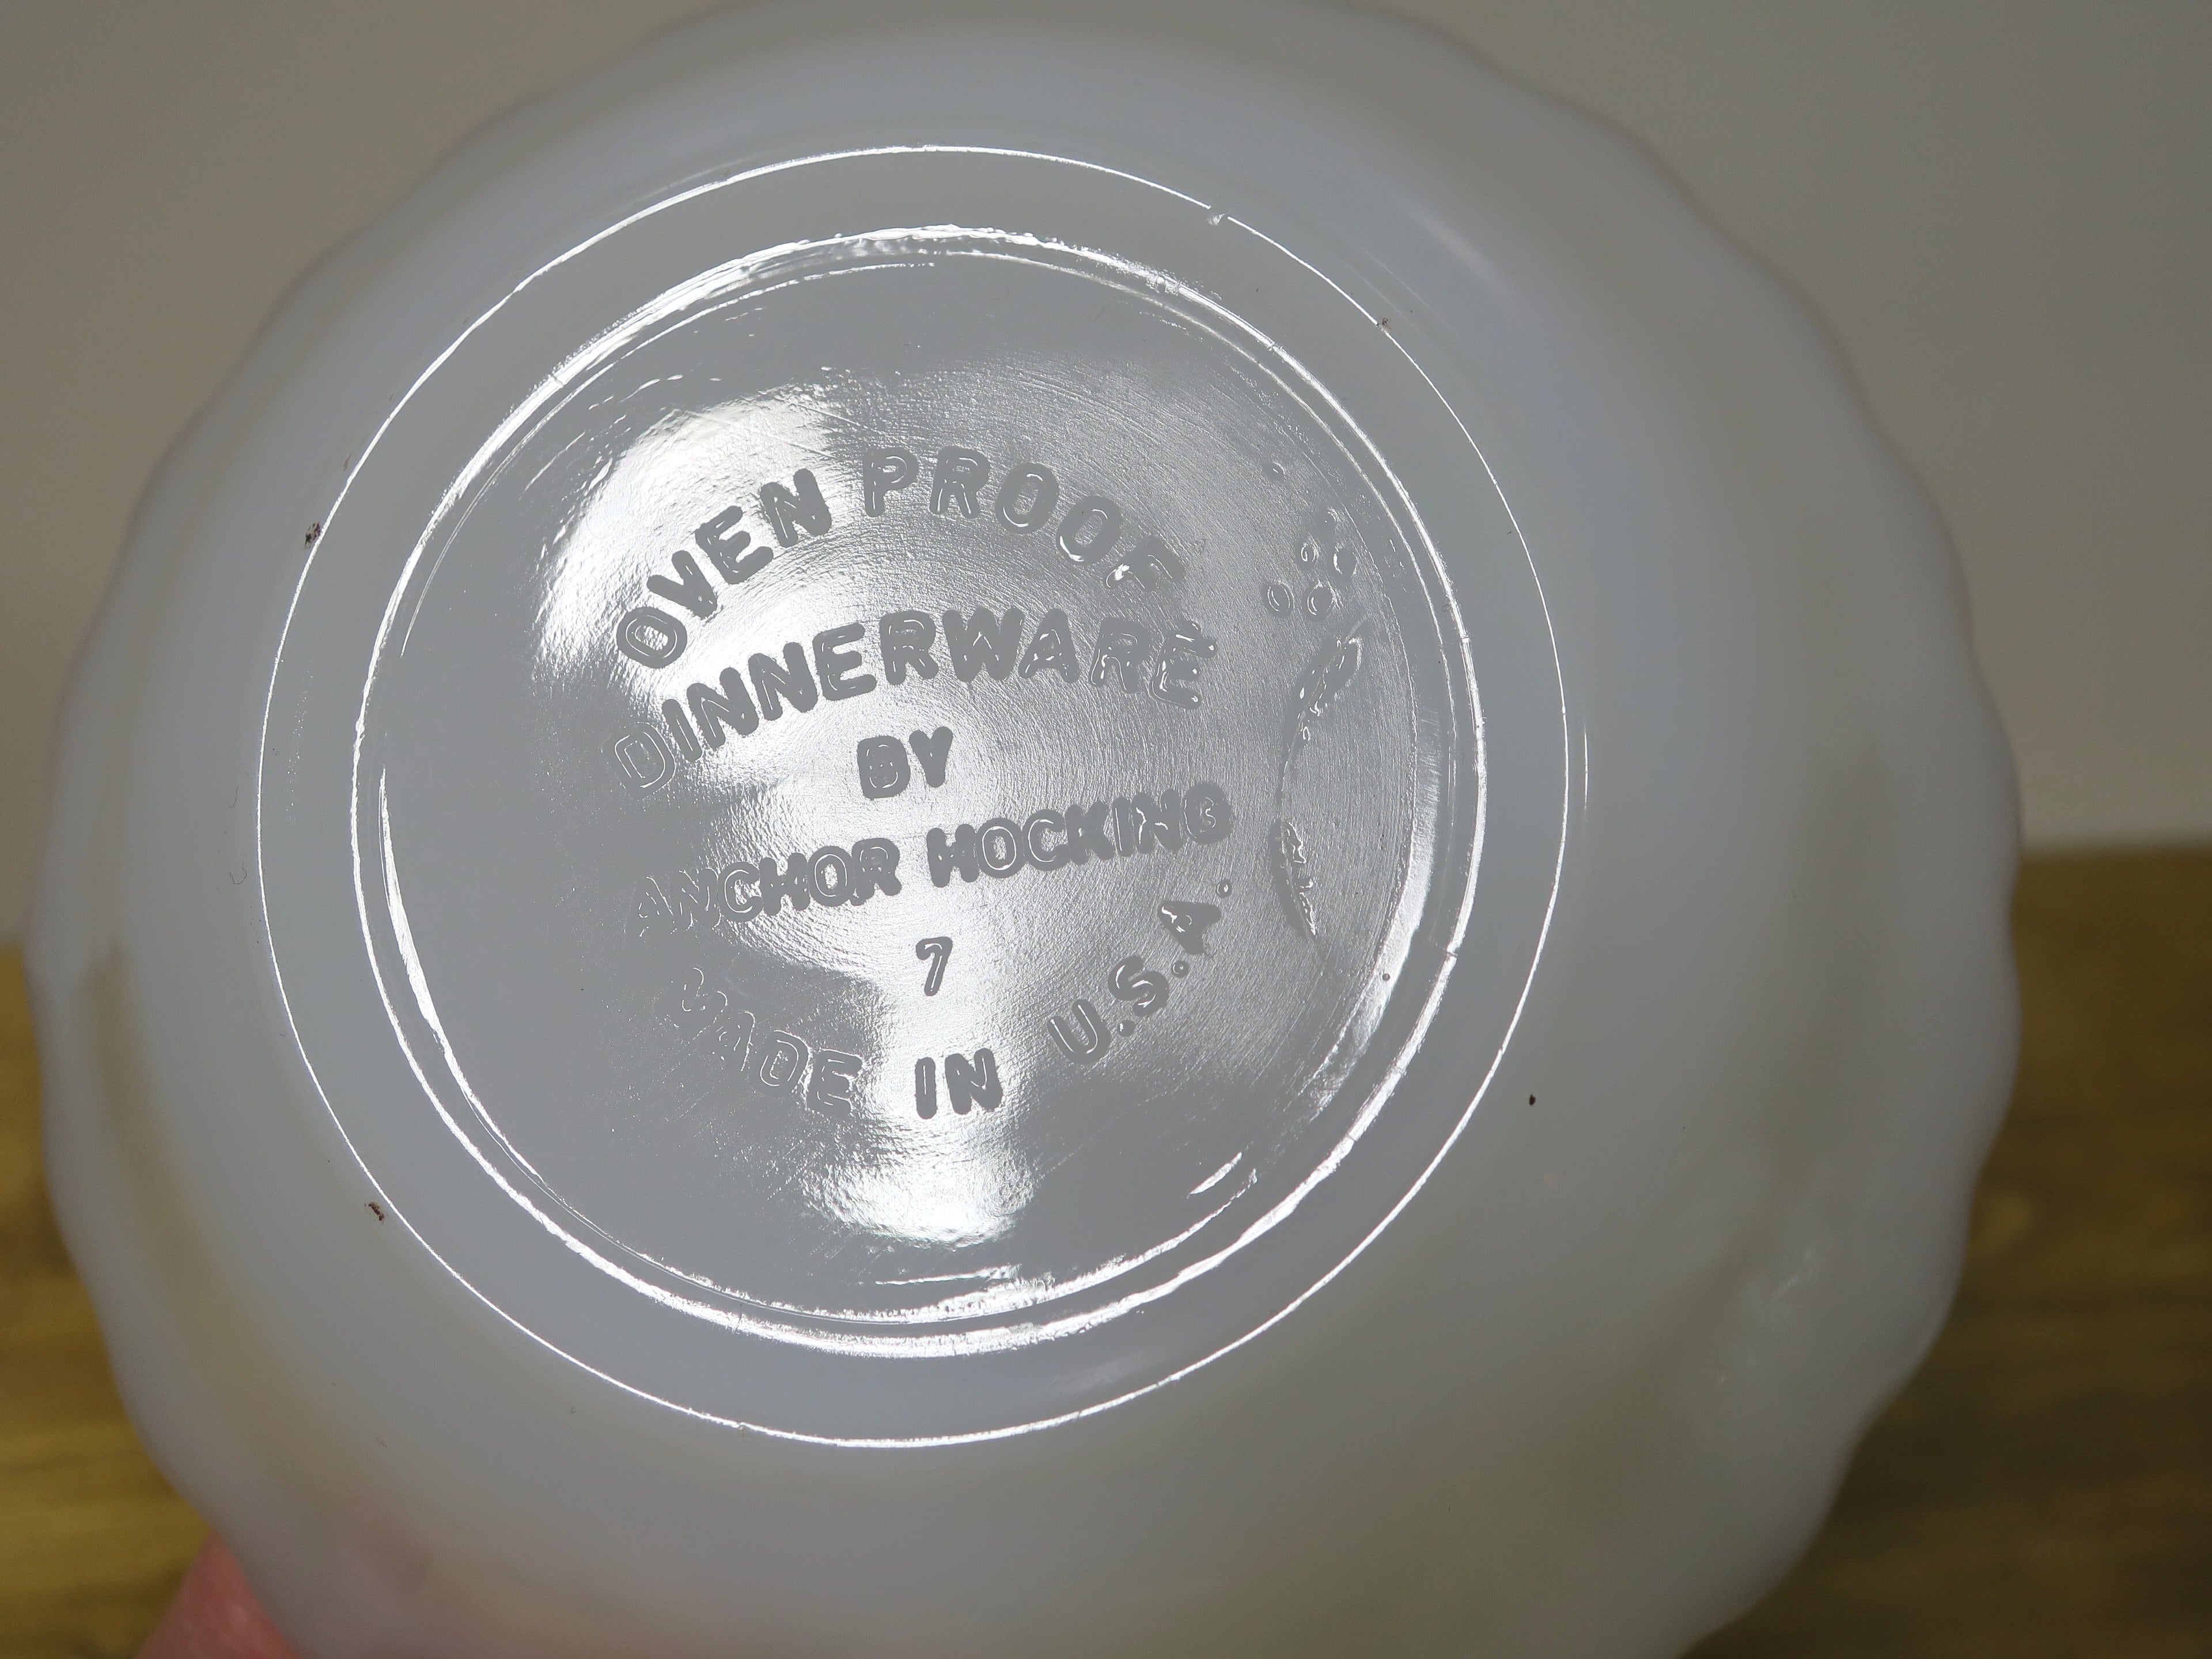 OVEN PROOF
DINNERWARE
BY
ANCHOR HOCKING
7
MADE IN U.S.A.